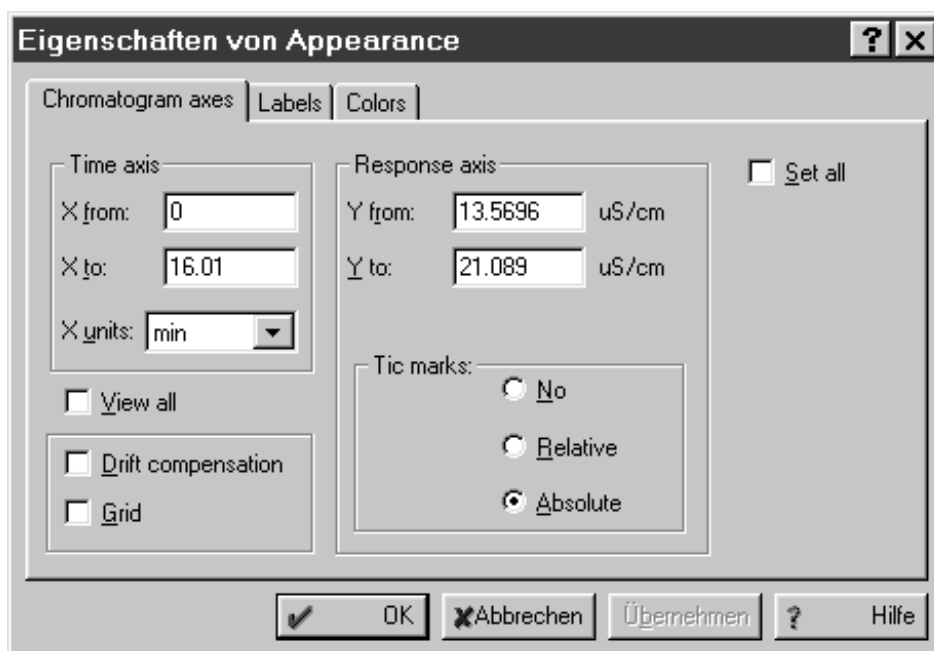 Eigenschaften von Appearance ? ×
Chromatogram axes Labels Colors
Time axis
X from: 0
X to: 16.01
X units: min
View all
Drift compensation
Grid
Response axis
Y from: 13.5696 uS/cm
Y to: 21.089 uS/cm
Tic marks:
No
Relative
Absolute
Set all
OK Abbrechen Übernehmen ? Hilfe